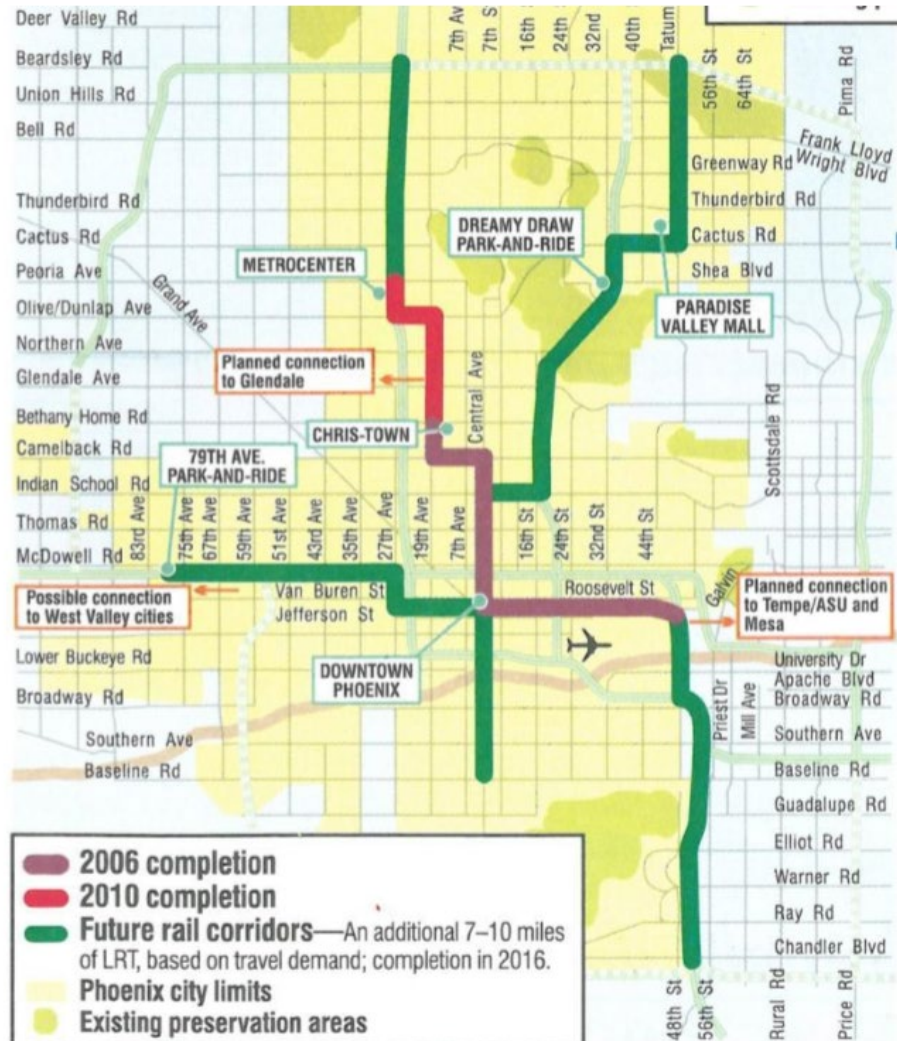 Deer Valley Rd
Beardsley Rd
Union Hills Rd
Bell Rd
Thunderbird Rd
Cactus Rd
Peoria Ave
Olive/Dunlap Ave
Northern Ave
Glendale Ave
Bethany Home Rd
Camelback Rd
Indian School Rd
Thomas Rd
McDowell Rd
Lower Buckeye Rd
Broadway Rd
Southern Ave
Baseline Rd
Grand Ave
7th Ave
7th St
16th St
24th St
32nd
40th St
Tatum
56th St
64th St
Pima Rd
Frank Lloyd
Wright Blvd
Greenway Rd
Thunderbird Rd
Cactus Rd
Shea Blvd
METROCENTER
DREAMY DRAW
PARK-AND-RIDE
PARADISE
VALLEY MALL
Planned connection
to Glendale
CHRIS-TOWN
Central Ave
Scottsdale Rd
79TH AVE.
PARK-AND-RIDE
83rd Ave
75th Ave
67th Ave
59th Ave
51st Ave
43rd Ave
35th Ave
27th Ave
19th Ave
7th Ave
16th St
24th St
32nd St
44th St
Galvin
Possible connection
to West Valley cities
Van Buren St
Jefferson St
Roosevelt St
Planned connection
to Tempe/ASU and
Mesa
DOWNTOWN
PHOENIX
University Dr
Apache Blvd
Broadway Rd
Southern Ave
Baseline Rd
Guadalupe Rd
Elliot Rd
Warner Rd
Ray Rd
Chandler Blvd
Priest Dr
Mill Ave
48th St
56th St
Rural Rd
Price Rd
2006 completion
2010 completion
Future rail corridors—An additional 7–10 miles
of LRT, based on travel demand; completion in 2016.
Phoenix city limits
Existing preservation areas